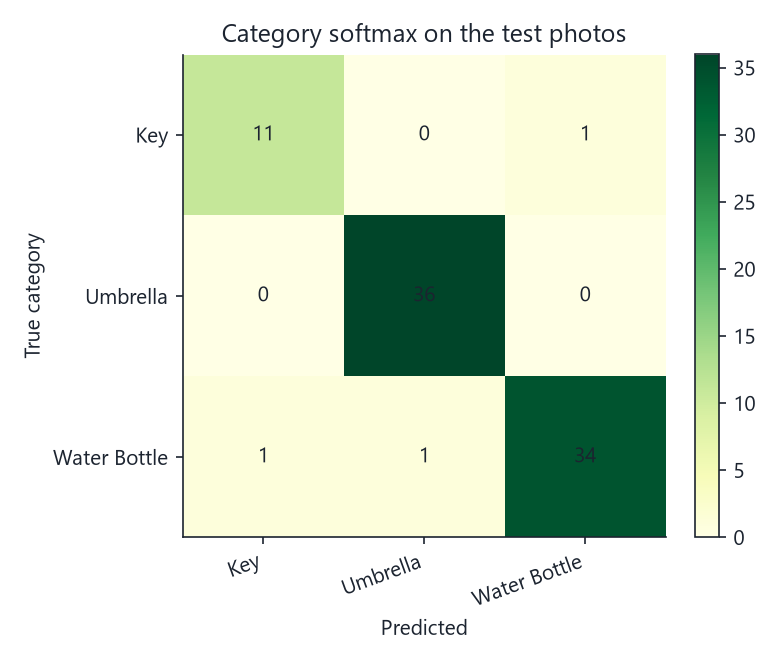 Category softmax on the test photos
True category
Key
11
0
1
Umbrella
0
36
0
Water Bottle
1
1
34
Key
Umbrella
Water Bottle
Predicted
35
30
25
20
15
10
5
0